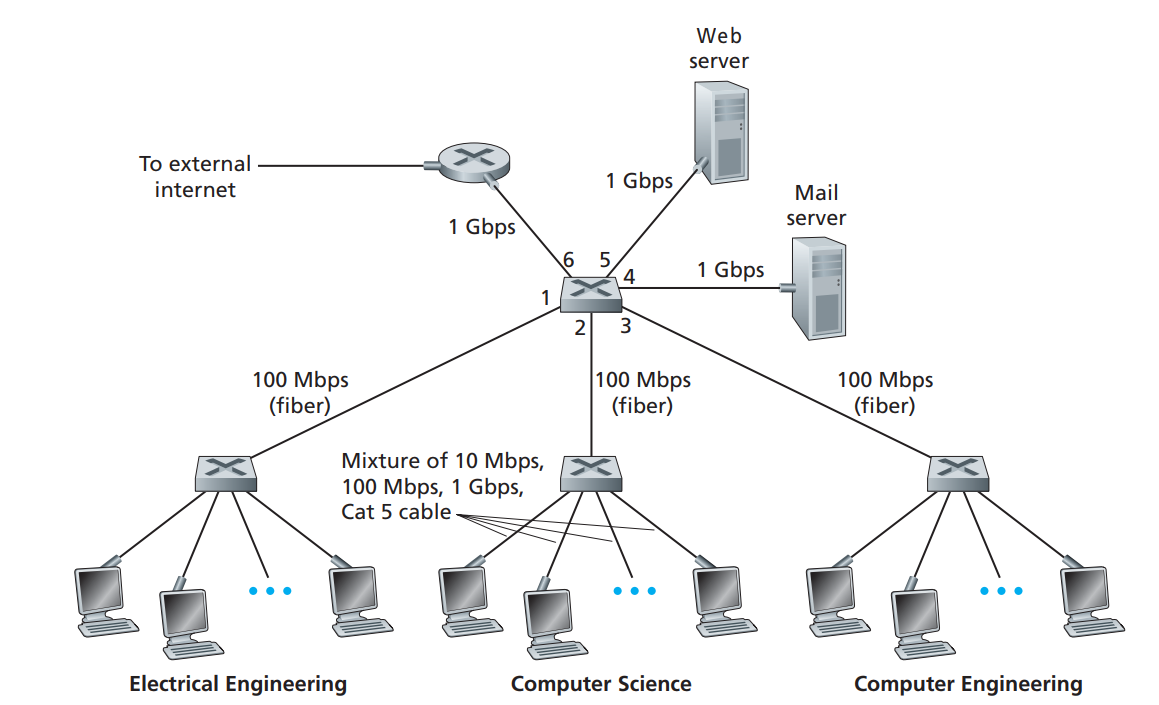 Web
server
To external
internet
1 Gbps
Mail
server
1 Gbps
6 5
4
1 Gbps
1
2 3
100 Mbps
(fiber)
100 Mbps
(fiber)
100 Mbps
(fiber)
Mixture of 10 Mbps,
100 Mbps, 1 Gbps,
Cat 5 cable
Electrical Engineering
Computer Science
Computer Engineering